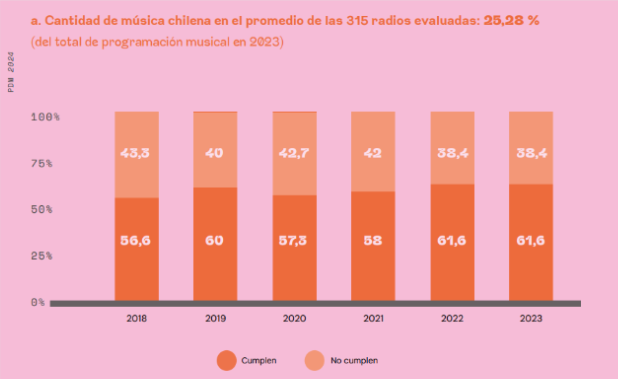 a. Cantidad de música chilena en el promedio de las 315 radios evaluadas: 25,28 %
(del total de programación musical en 2023)
PDM 2024
100%
75%
50%
25%
0%
43,3 40 42,7 42 38,4 38,4
56,6 60 57,3 58 61,6 61,6
2018 2019 2020 2021 2022 2023
Cumplen No cumplen